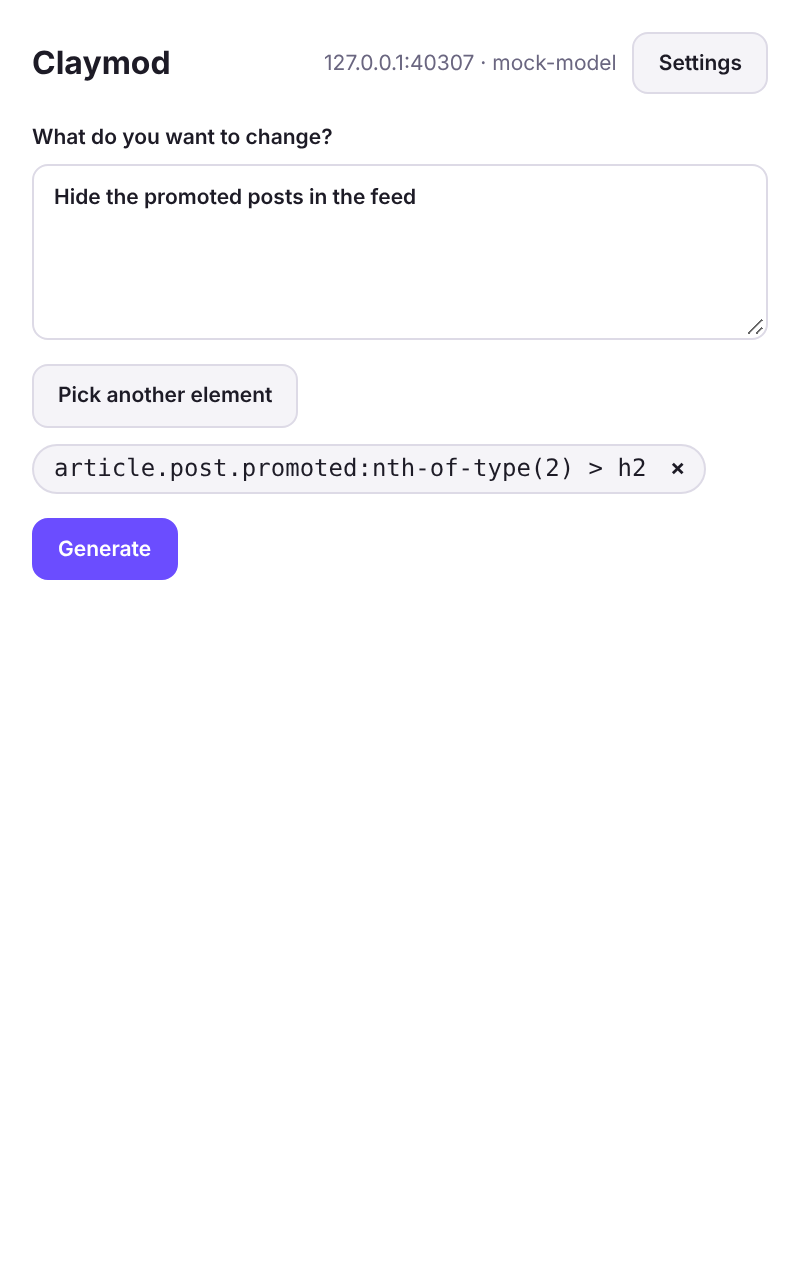 Claymod
127.0.0.1:40307 · mock-model
Settings
What do you want to change?
Hide the promoted posts in the feed
Pick another element
article.post.promoted:nth-of-type(2) > h2 ×
Generate